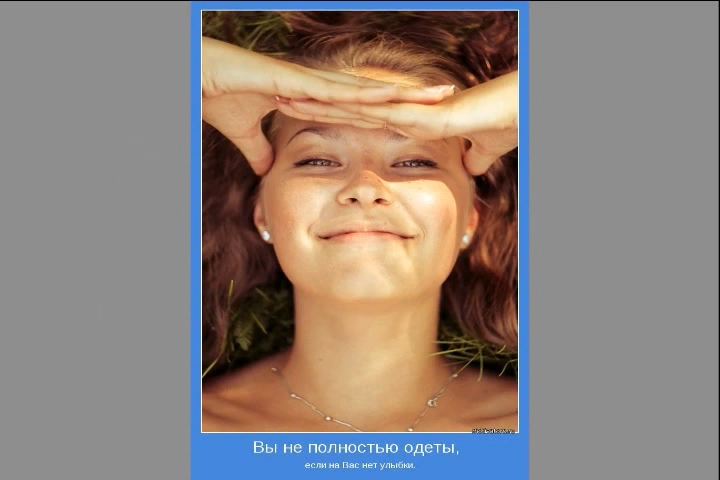 Вы не полностью одеты,
если на Вас нет улыбки.